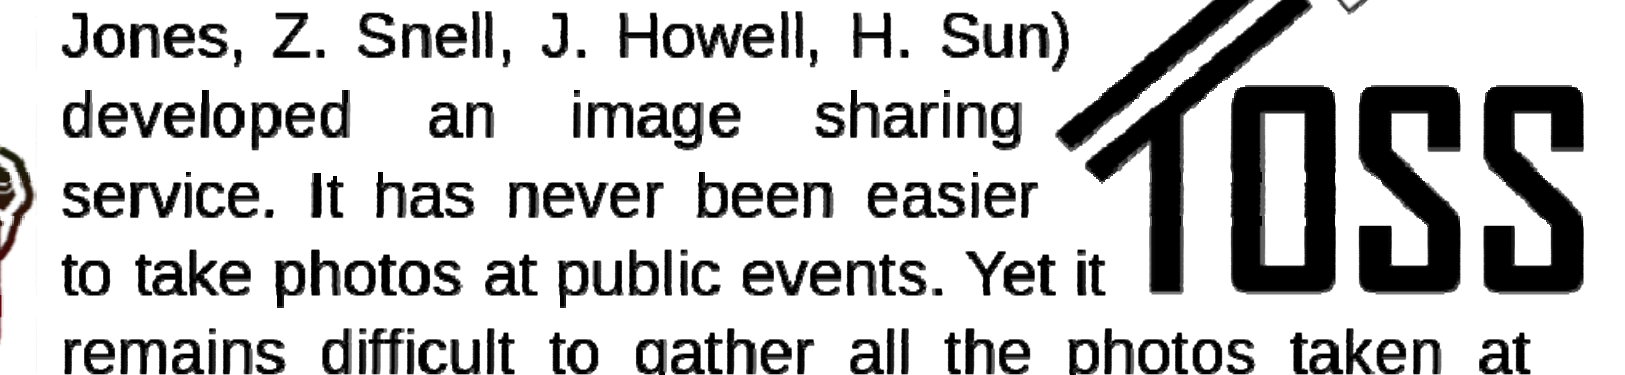 Jones, Z. Snell, J. Howell, H. Sun)
developed an image sharing
service. It has never been easier
to take photos at public events. Yet it
remains difficult to gather all the photos taken at
TOSS